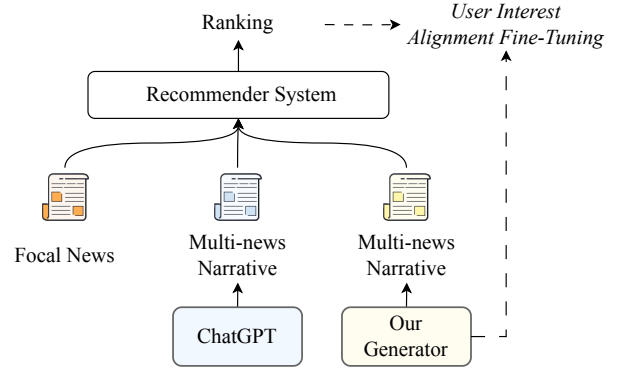 Ranking
User Interest
Alignment Fine-Tuning
Recommender System
Focal News
Multi-news
Narrative
Multi-news
Narrative
ChatGPT
Our
Generator